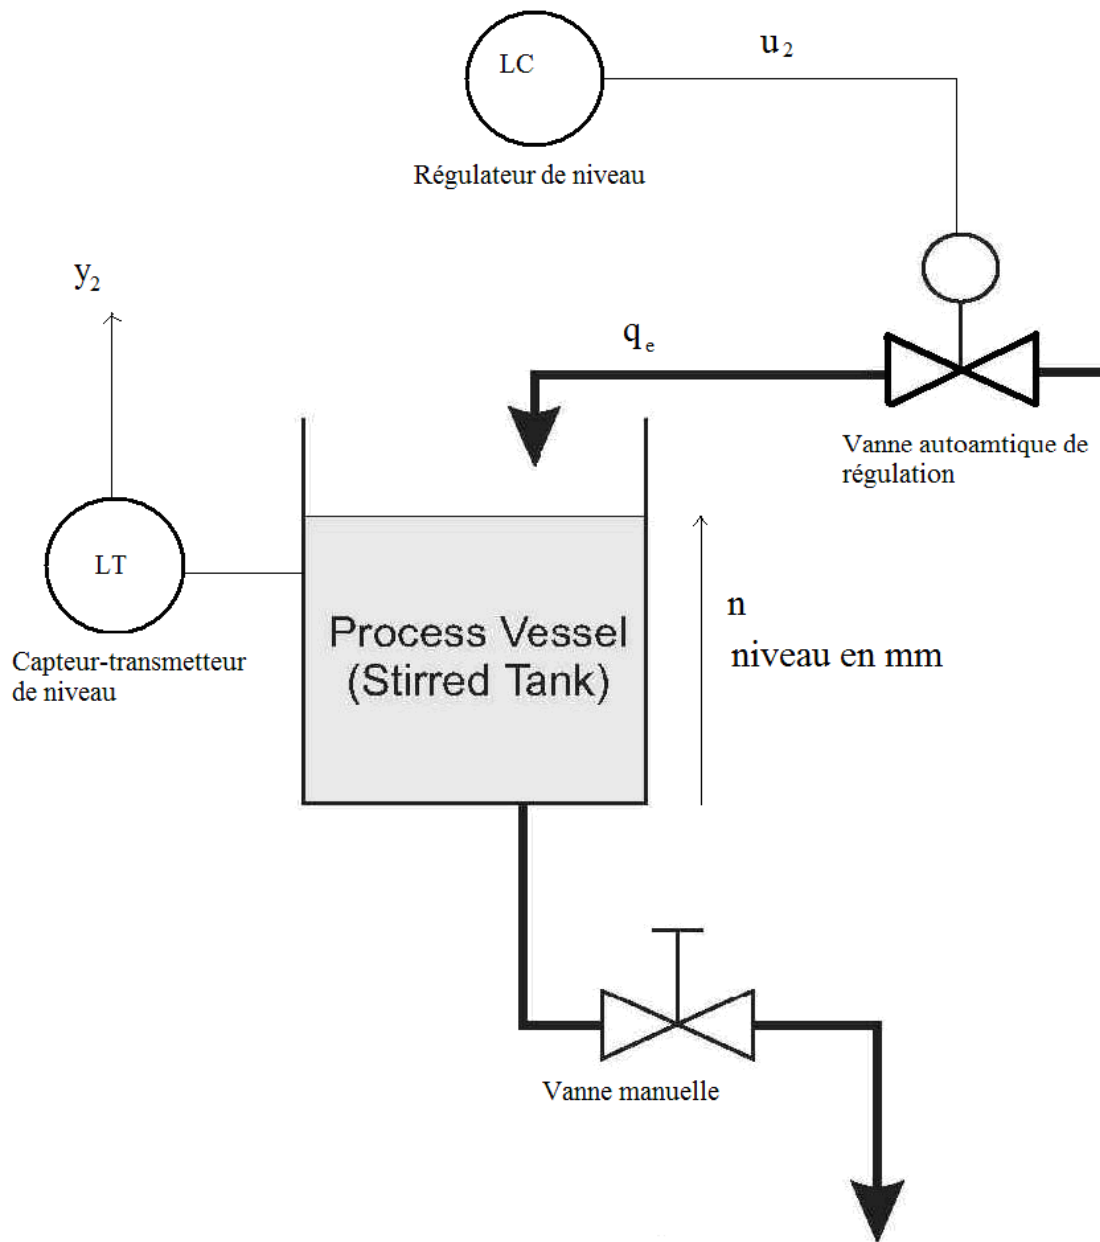 LC
u2
Régulateur de niveau
y2
qe
Vanne autoamtique de
régulation
LT
n
niveau en mm
Process Vessel
(Stirred Tank)
Capteur-transmetteur
de niveau
Vanne manuelle